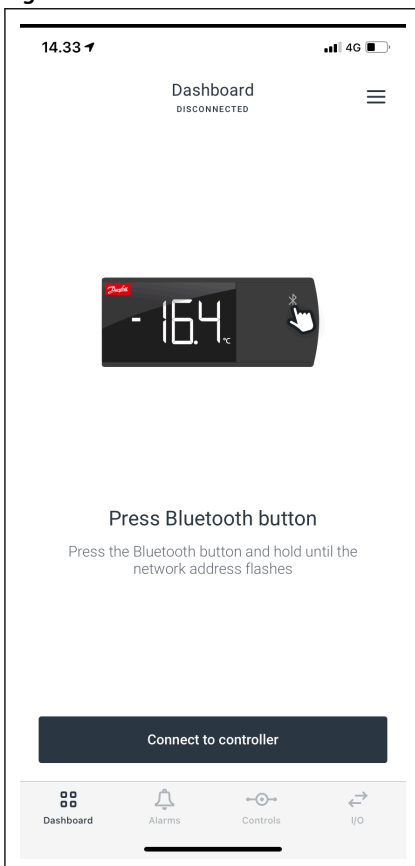 14.33
4G
Dashboard
DISCONNECTED
Danfoss
-16.4 °C
Press Bluetooth button
Press the Bluetooth button and hold until the
network address flashes
Connect to controller
Dashboard
Alarms
Controls
I/O